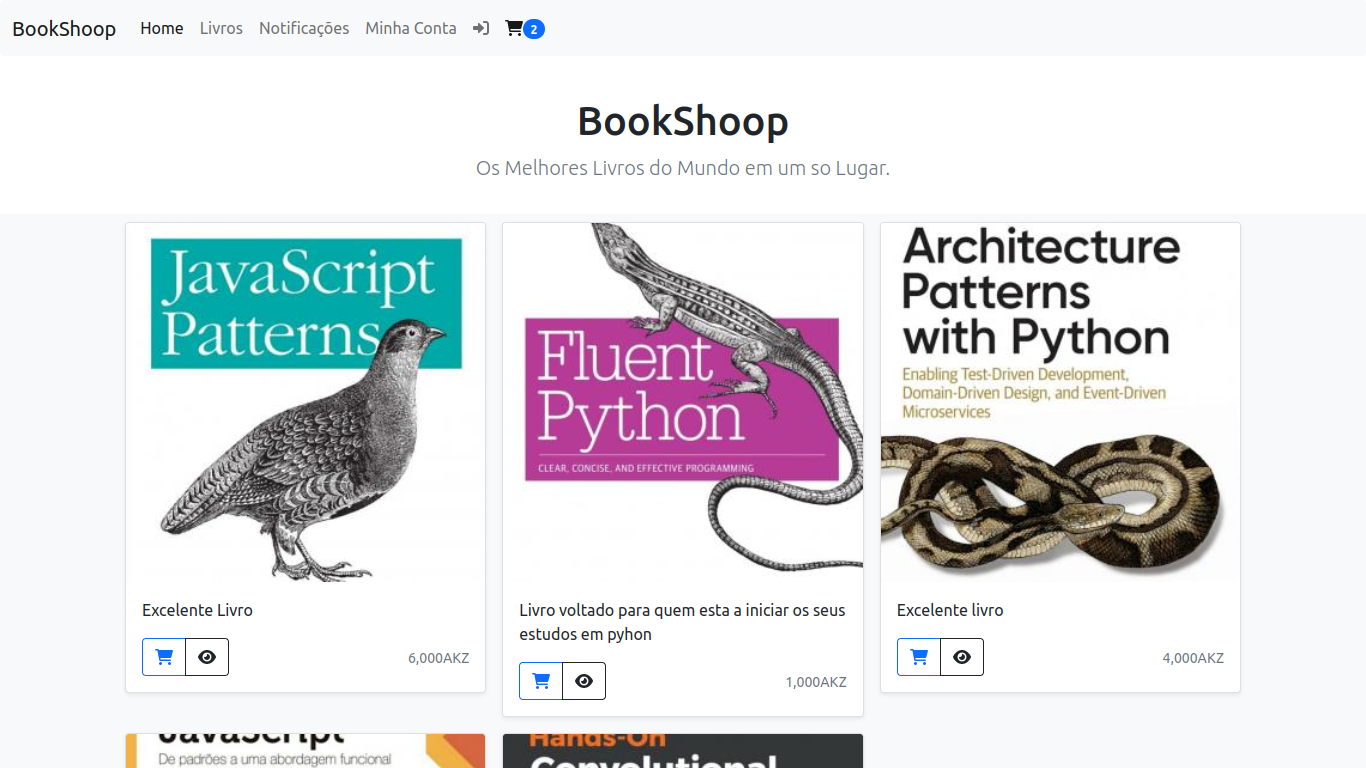 BookShoop Home Livros Notificações Minha Conta 2
BookShoop
Os Melhores Livros do Mundo em um so Lugar.
JavaScript
Patterns
Excelente Livro
6,000AKZ
Fluent
Python
CLEAR, CONCISE, AND EFFECTIVE PROGRAMMING
Livro voltado para quem esta a iniciar os seus
estudos em pyhon
1,000AKZ
Architecture
Patterns
with Python
Enabling Test-Driven Development,
Domain-Driven Design, and Event-Driven
Microservices
Excelente livro
4,000AKZ
JavaScript
De padrões a uma abordagem funcional
Hands-On
Convolutional